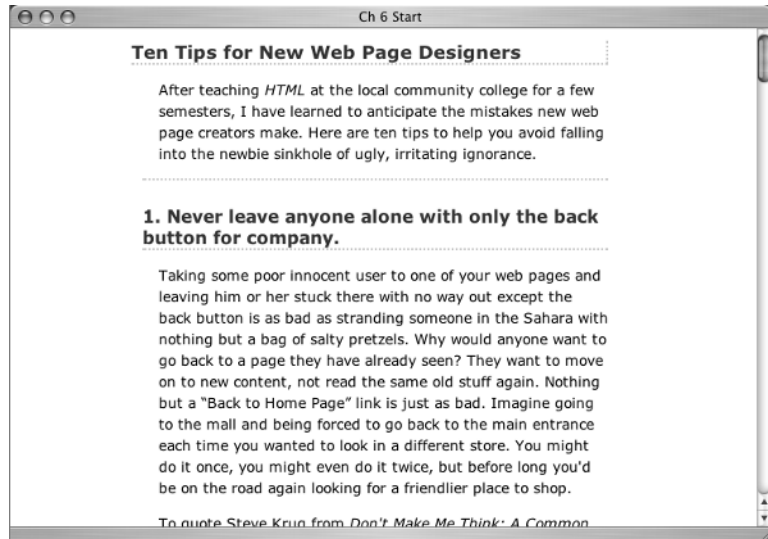 Ch 6 Start
Ten Tips for New Web Page Designers
After teaching HTML at the local community college for a few
semesters, I have learned to anticipate the mistakes new web
page creators make. Here are ten tips to help you avoid falling
into the newbie sinkhole of ugly, irritating ignorance.
1. Never leave anyone alone with only the back
button for company.
Taking some poor innocent user to one of your web pages and
leaving him or her stuck there with no way out except the
back button is as bad as stranding someone in the Sahara with
nothing but a bag of salty pretzels. Why would anyone want to
go back to a page they have already seen? They want to move
on to new content, not read the same old stuff again. Nothing
but a “Back to Home Page” link is just as bad. Imagine going
to the mall and being forced to go back to the main entrance
each time you wanted to look in a different store. You might
do it once, you might even do it twice, but before long you'd
be on the road again looking for a friendlier place to shop.
To quote Steve Krug from Don't Make Me Think: A Common